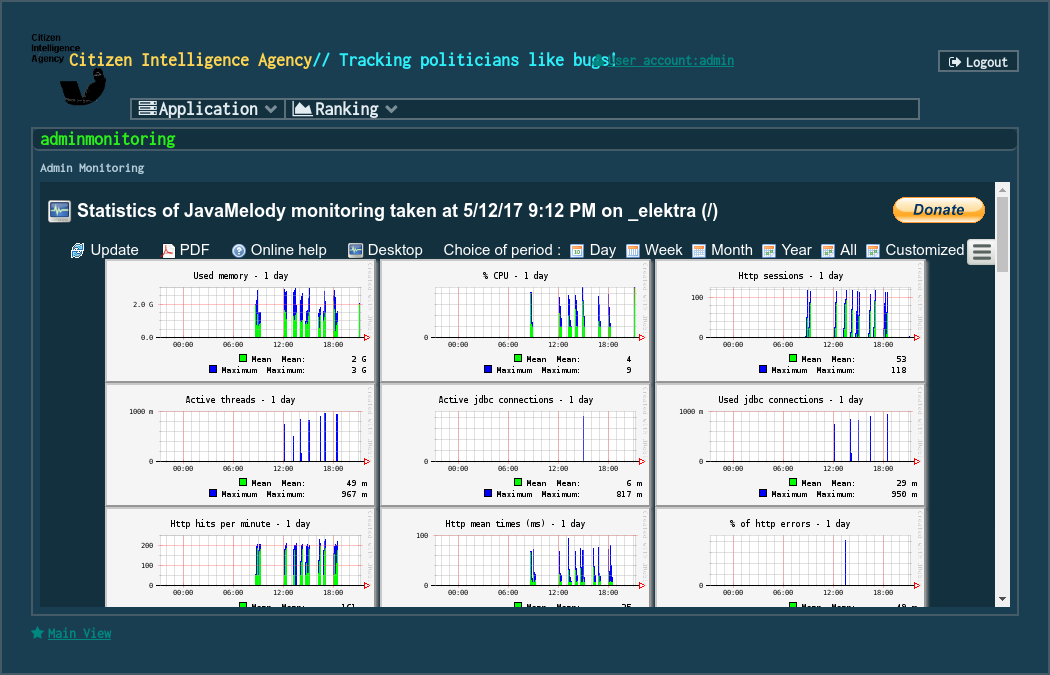 Citizen
Intelligence
Agency
Citizen Intelligence Agency// Tracking politicians like bugs!
User account:admin
Logout
Application
Ranking
adminmonitoring
Admin Monitoring
Statistics of JavaMelody monitoring taken at 5/12/17 9:12 PM on _elektra (/)
Donate
Update PDF Online help Desktop Choice of period : Day Week Month Year All Customized
Used memory - 1 day
2.0 G
0.0
00:00 06:00 12:00 18:00
Mean Mean: 2 G
Maximum Maximum: 3 G
% CPU - 1 day
0
00:00 06:00 12:00 18:00
Mean Mean: 4
Maximum Maximum: 9
Http sessions - 1 day
100
0
00:00 06:00 12:00 18:00
Mean Mean: 53
Maximum Maximum: 118
Active threads - 1 day
1000 m
0
00:00 06:00 12:00 18:00
Mean Mean: 49 m
Maximum Maximum: 967 m
Active jdbc connections - 1 day
0
00:00 06:00 12:00 18:00
Mean Mean: 6 m
Maximum Maximum: 817 m
Used jdbc connections - 1 day
1000 m
0
00:00 06:00 12:00 18:00
Mean Mean: 29 m
Maximum Maximum: 950 m
Http hits per minute - 1 day
200
100
0
00:00 06:00 12:00 18:00
Mean Mean: 161
Http mean times (ms) - 1 day
100
0
00:00 06:00 12:00 18:00
Mean Mean:
% of http errors - 1 day
0
00:00 06:00 12:00 18:00
Mean Mean:
Main View